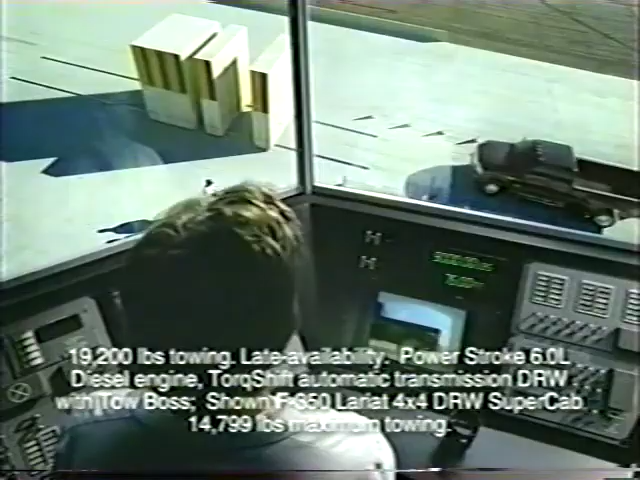 19,200 lbs towing. Late-availability. Power Stroke 6.0L
Diesel engine, TorqShift automatic transmission DRW
with Tow Boss; Shown F-350 Lariat 4x4 DRW SuperCab
14,799 lbs maximum towing.